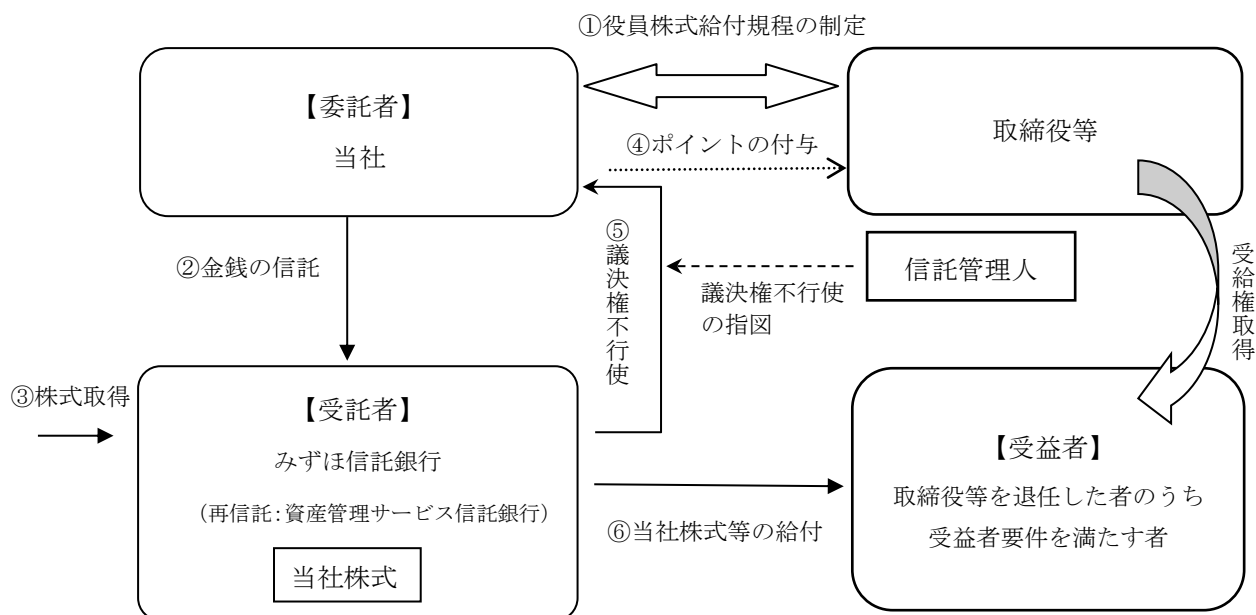 ①役員株式給付規程の制定
【委託者】
当社
取締役等
④ポイントの付与
②金銭の信託
⑤議決権不行使
信託管理人
議決権不行使
の指図
受給権取得
③株式取得
【受託者】
みずほ信託銀行
（再信託：資産管理サービス信託銀行）
当社株式
⑥当社株式等の給付
【受益者】
取締役等を退任した者のうち
受益者要件を満たす者